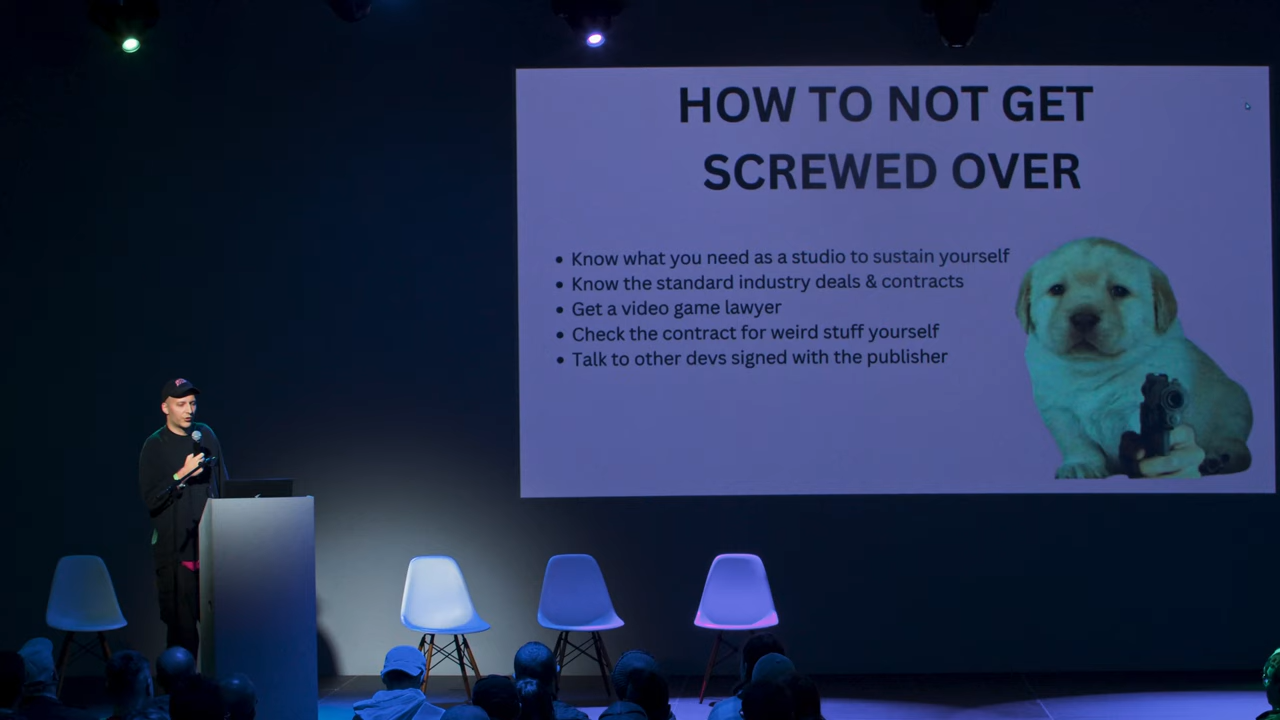 HOW TO NOT GET
SCREWED OVER
• Know what you need as a studio to sustain yourself
• Know the standard industry deals & contracts
• Get a video game lawyer
• Check the contract for weird stuff yourself
• Talk to other devs signed with the publisher